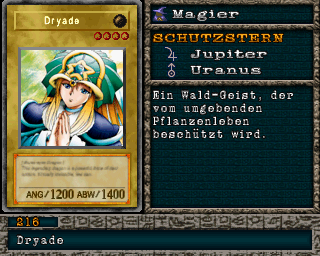 Dryade
ANG/1200 ABW/1400
Magier
SCHUTZSTERN
Jupiter
Uranus
Ein Wald-Geist, der
vom umgebenden
Pflanzenleben
beschützt wird.
216
Dryade